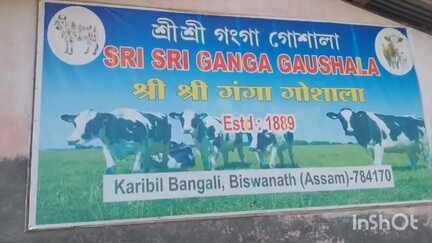 শ্ৰীশ্ৰী গংগা গোশালা
SRI SRI GANGA GAUSHALA
श्री श्री गंगा गोशाला
Estd : 1889
Karibil Bangali, Biswanath (Assam)-784170
InShOt